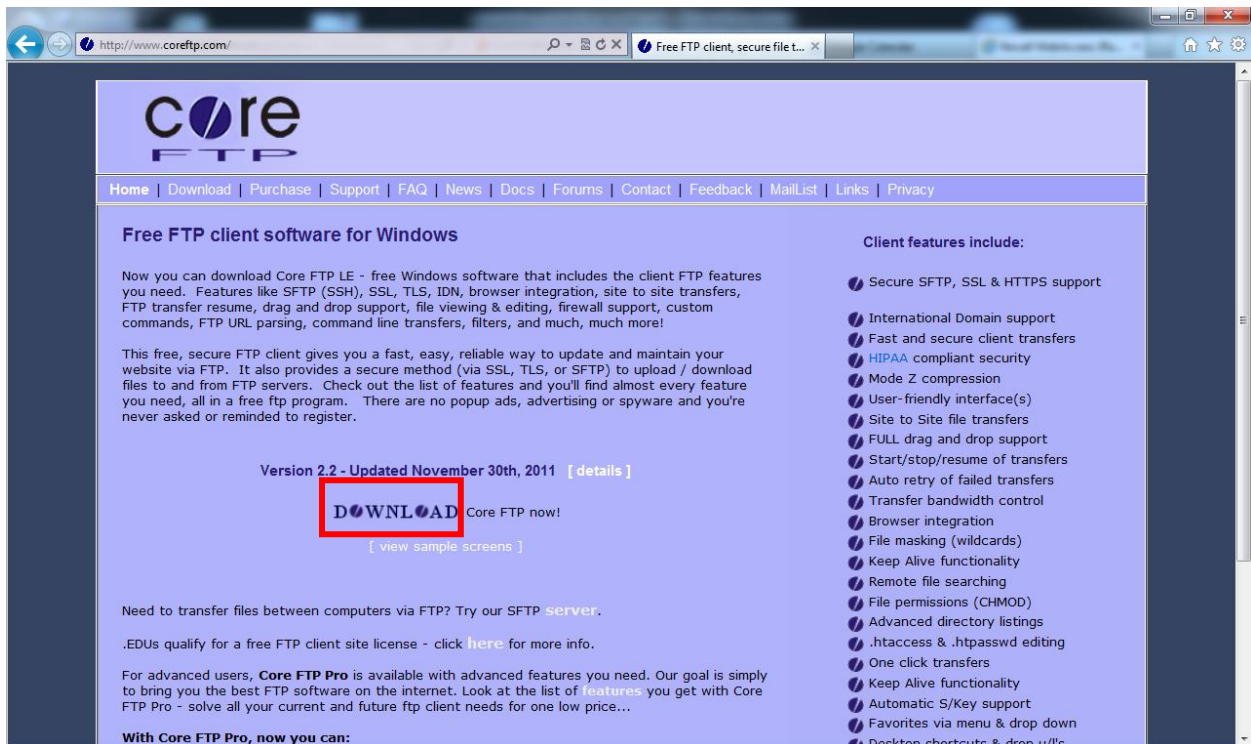 http://www.coreftp.com/
Free FTP client, secure file t...
core
FTP
Home | Download | Purchase | Support | FAQ | News | Docs | Forums | Contact | Feedback | MailList | Links | Privacy
Free FTP client software for Windows
Now you can download Core FTP LE - free Windows software that includes the client FTP features
you need. Features like SFTP (SSH), SSL, TLS, IDN, browser integration, site to site transfers,
FTP transfer resume, drag and drop support, file viewing & editing, firewall support, custom
commands, FTP URL parsing, command line transfers, filters, and much, much more!
This free, secure FTP client gives you a fast, easy, reliable way to update and maintain your
website via FTP. It also provides a secure method (via SSL, TLS, or SFTP) to upload / download
files to and from FTP servers. Check out the list of features and you'll find almost every feature
you need, all in a free ftp program. There are no popup ads, advertising or spyware and you're
never asked or reminded to register.
Version 2.2 - Updated November 30th, 2011 [ details ]
DOWNLOAD Core FTP now!
[ view sample screens ]
Need to transfer files between computers via FTP? Try our SFTP server.
.EDUs qualify for a free FTP client site license - click here for more info.
For advanced users, Core FTP Pro is available with advanced features you need. Our goal is simply
to bring you the best FTP software on the internet. Look at the list of features you get with Core
FTP Pro - solve all your current and future ftp client needs for one low price...
With Core FTP Pro, now you can:
Client features include:
Secure SFTP, SSL & HTTPS support
International Domain support
Fast and secure client transfers
HIPAA compliant security
Mode Z compression
User-friendly interface(s)
Site to Site file transfers
FULL drag and drop support
Start/stop/resume of transfers
Auto retry of failed transfers
Transfer bandwidth control
Browser integration
File masking (wildcards)
Keep Alive functionality
Remote file searching
File permissions (CHMOD)
Advanced directory listings
.htaccess & .htpasswd editing
One click transfers
Keep Alive functionality
Automatic S/Key support
Favorites via menu & drop down
Desktop shortcuts & drop u/l's